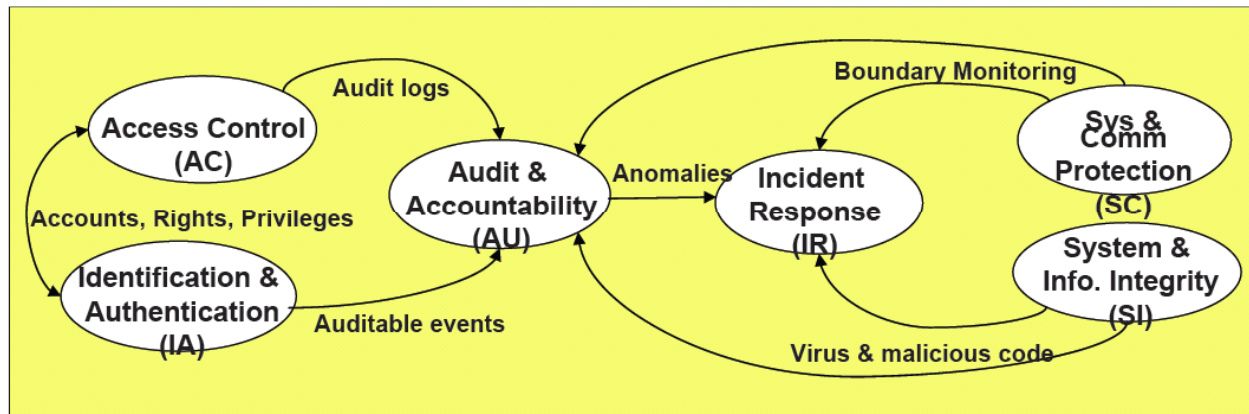 Audit logs
Access Control
(AC)
Accounts, Rights, Privileges
Identification &
Authentication
(IA)
Auditable events
Audit &
Accountability
(AU)
Anomalies
Incident
Response
(IR)
Boundary Monitoring
Sys &
Comm
Protection
(SC)
System &
Info. Integrity
(SI)
Virus & malicious code